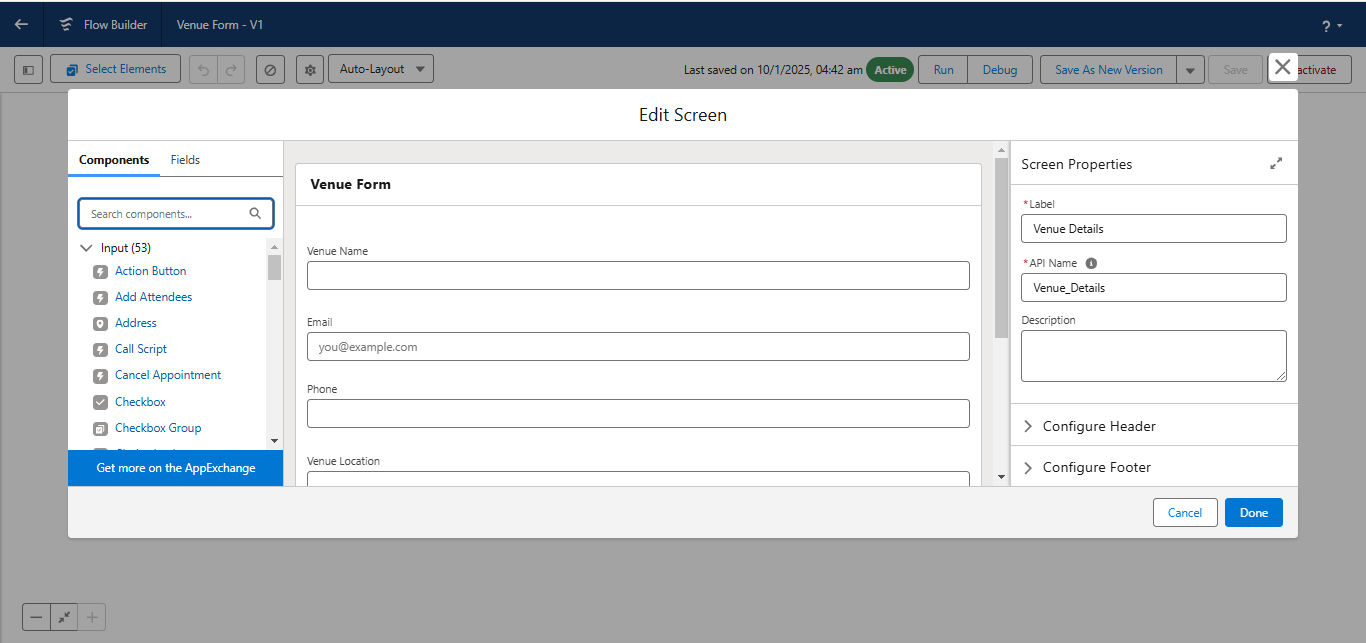 Flow Builder
Venue Form - V1
?
Select Elements
Auto-Layout
Last saved on 10/1/2025, 04:42 am
Active
Run
Debug
Save As New Version
Save
activate
Edit Screen
Components
Fields
Search components...
Input (53)
Action Button
Add Attendees
Address
Call Script
Cancel Appointment
Checkbox
Checkbox Group
Get more on the AppExchange
Venue Form
Venue Name
Email
you@example.com
Phone
Venue Location
Screen Properties
*Label
Venue Details
*API Name
Venue_Details
Description
Configure Header
Configure Footer
Cancel
Done